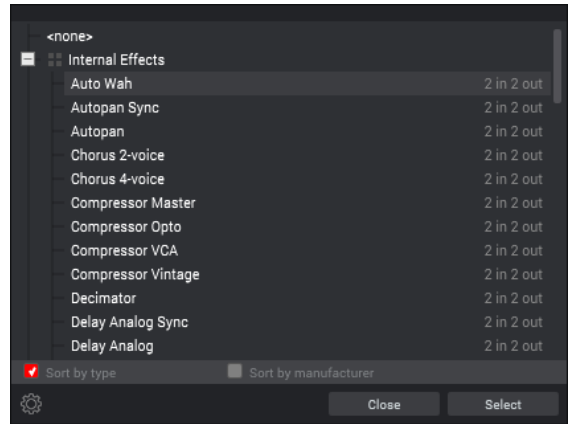 <none>
Internal Effects
Auto Wah 2 in 2 out
Autopan Sync 2 in 2 out
Autopan 2 in 2 out
Chorus 2-voice 2 in 2 out
Chorus 4-voice 2 in 2 out
Compressor Master 2 in 2 out
Compressor Opto 2 in 2 out
Compressor VCA 2 in 2 out
Compressor Vintage 2 in 2 out
Decimator 2 in 2 out
Delay Analog Sync 2 in 2 out
Delay Analog 2 in 2 out
Sort by type Sort by manufacturer
Close Select